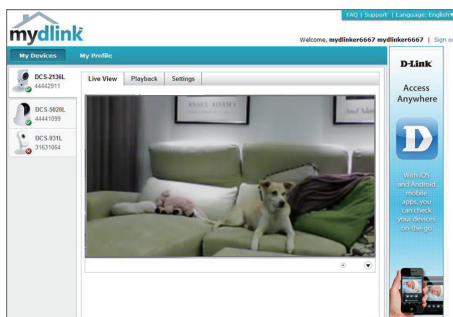 FAQ | Support | Language: English
mydlink
Welcome, mydlinker6667 mydlinker6667 | Sign
My Devices
My Profile
DCS-2136L
44442911
DCS-5020L
44441099
DCS-931L
31631064
Live View
Playback
Settings
ANSEL ADAMS
D-Link
Access
Anywhere
D
With iOS
and Android
mobile
apps, you
can check
your devices
on-the-go